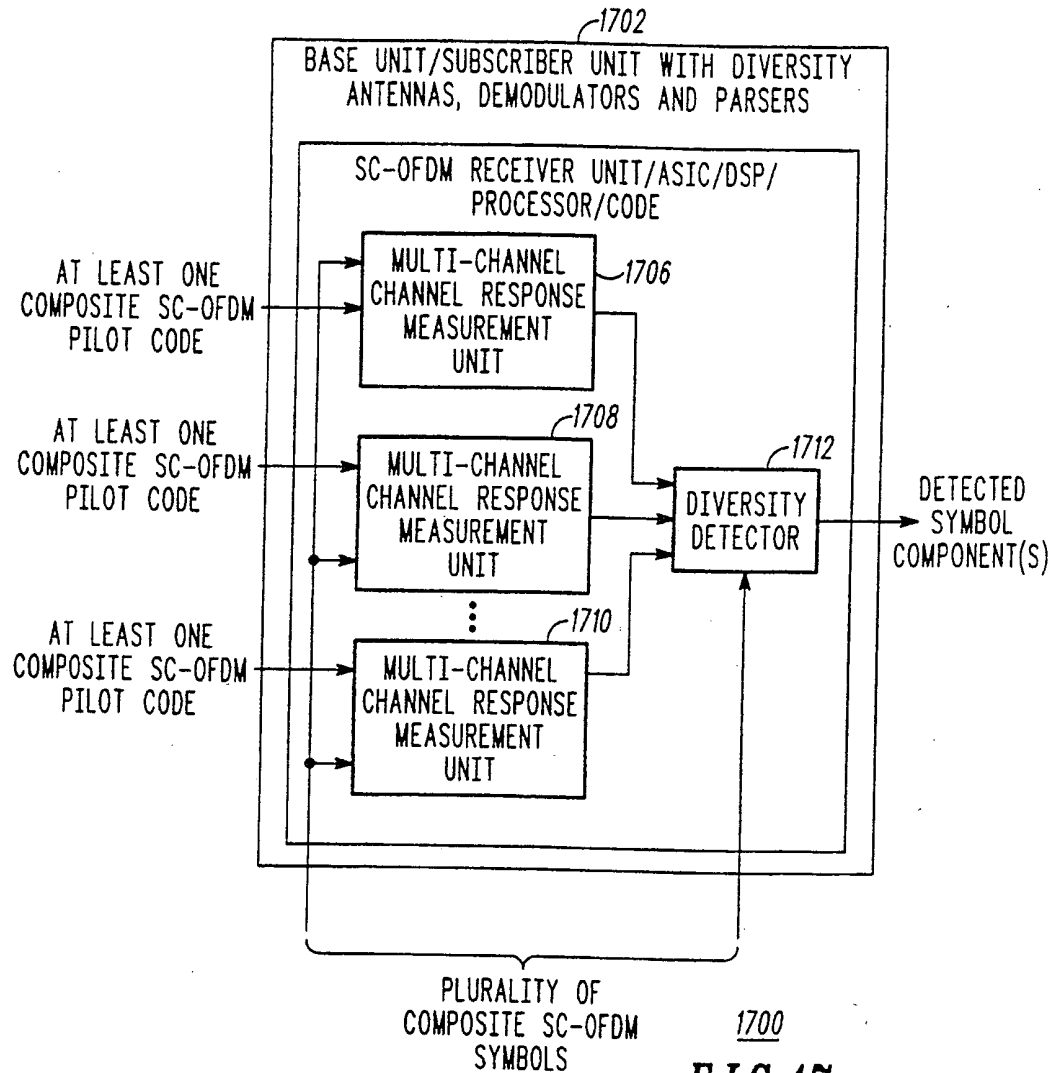 1702
BASE UNIT/SUBSCRIBER UNIT WITH DIVERSITY
ANTENNAS, DEMODULATORS AND PARSERS
SC-OFDM RECEIVER UNIT/ASIC/DSP/
PROCESSOR/CODE
AT LEAST ONE
COMPOSITE SC-OFDM
PILOT CODE
MULTI-CHANNEL
CHANNEL RESPONSE
MEASUREMENT
UNIT
1706
AT LEAST ONE
COMPOSITE SC-OFDM
PILOT CODE
1708
MULTI-CHANNEL
CHANNEL RESPONSE
MEASUREMENT
UNIT
1712
DIVERSITY
DETECTOR
DETECTED
SYMBOL
COMPONENT(S)
AT LEAST ONE
COMPOSITE SC-OFDM
PILOT CODE
1710
MULTI-CHANNEL
CHANNEL RESPONSE
MEASUREMENT
UNIT
PLURALITY OF
COMPOSITE SC-OFDM
SYMBOLS
1700